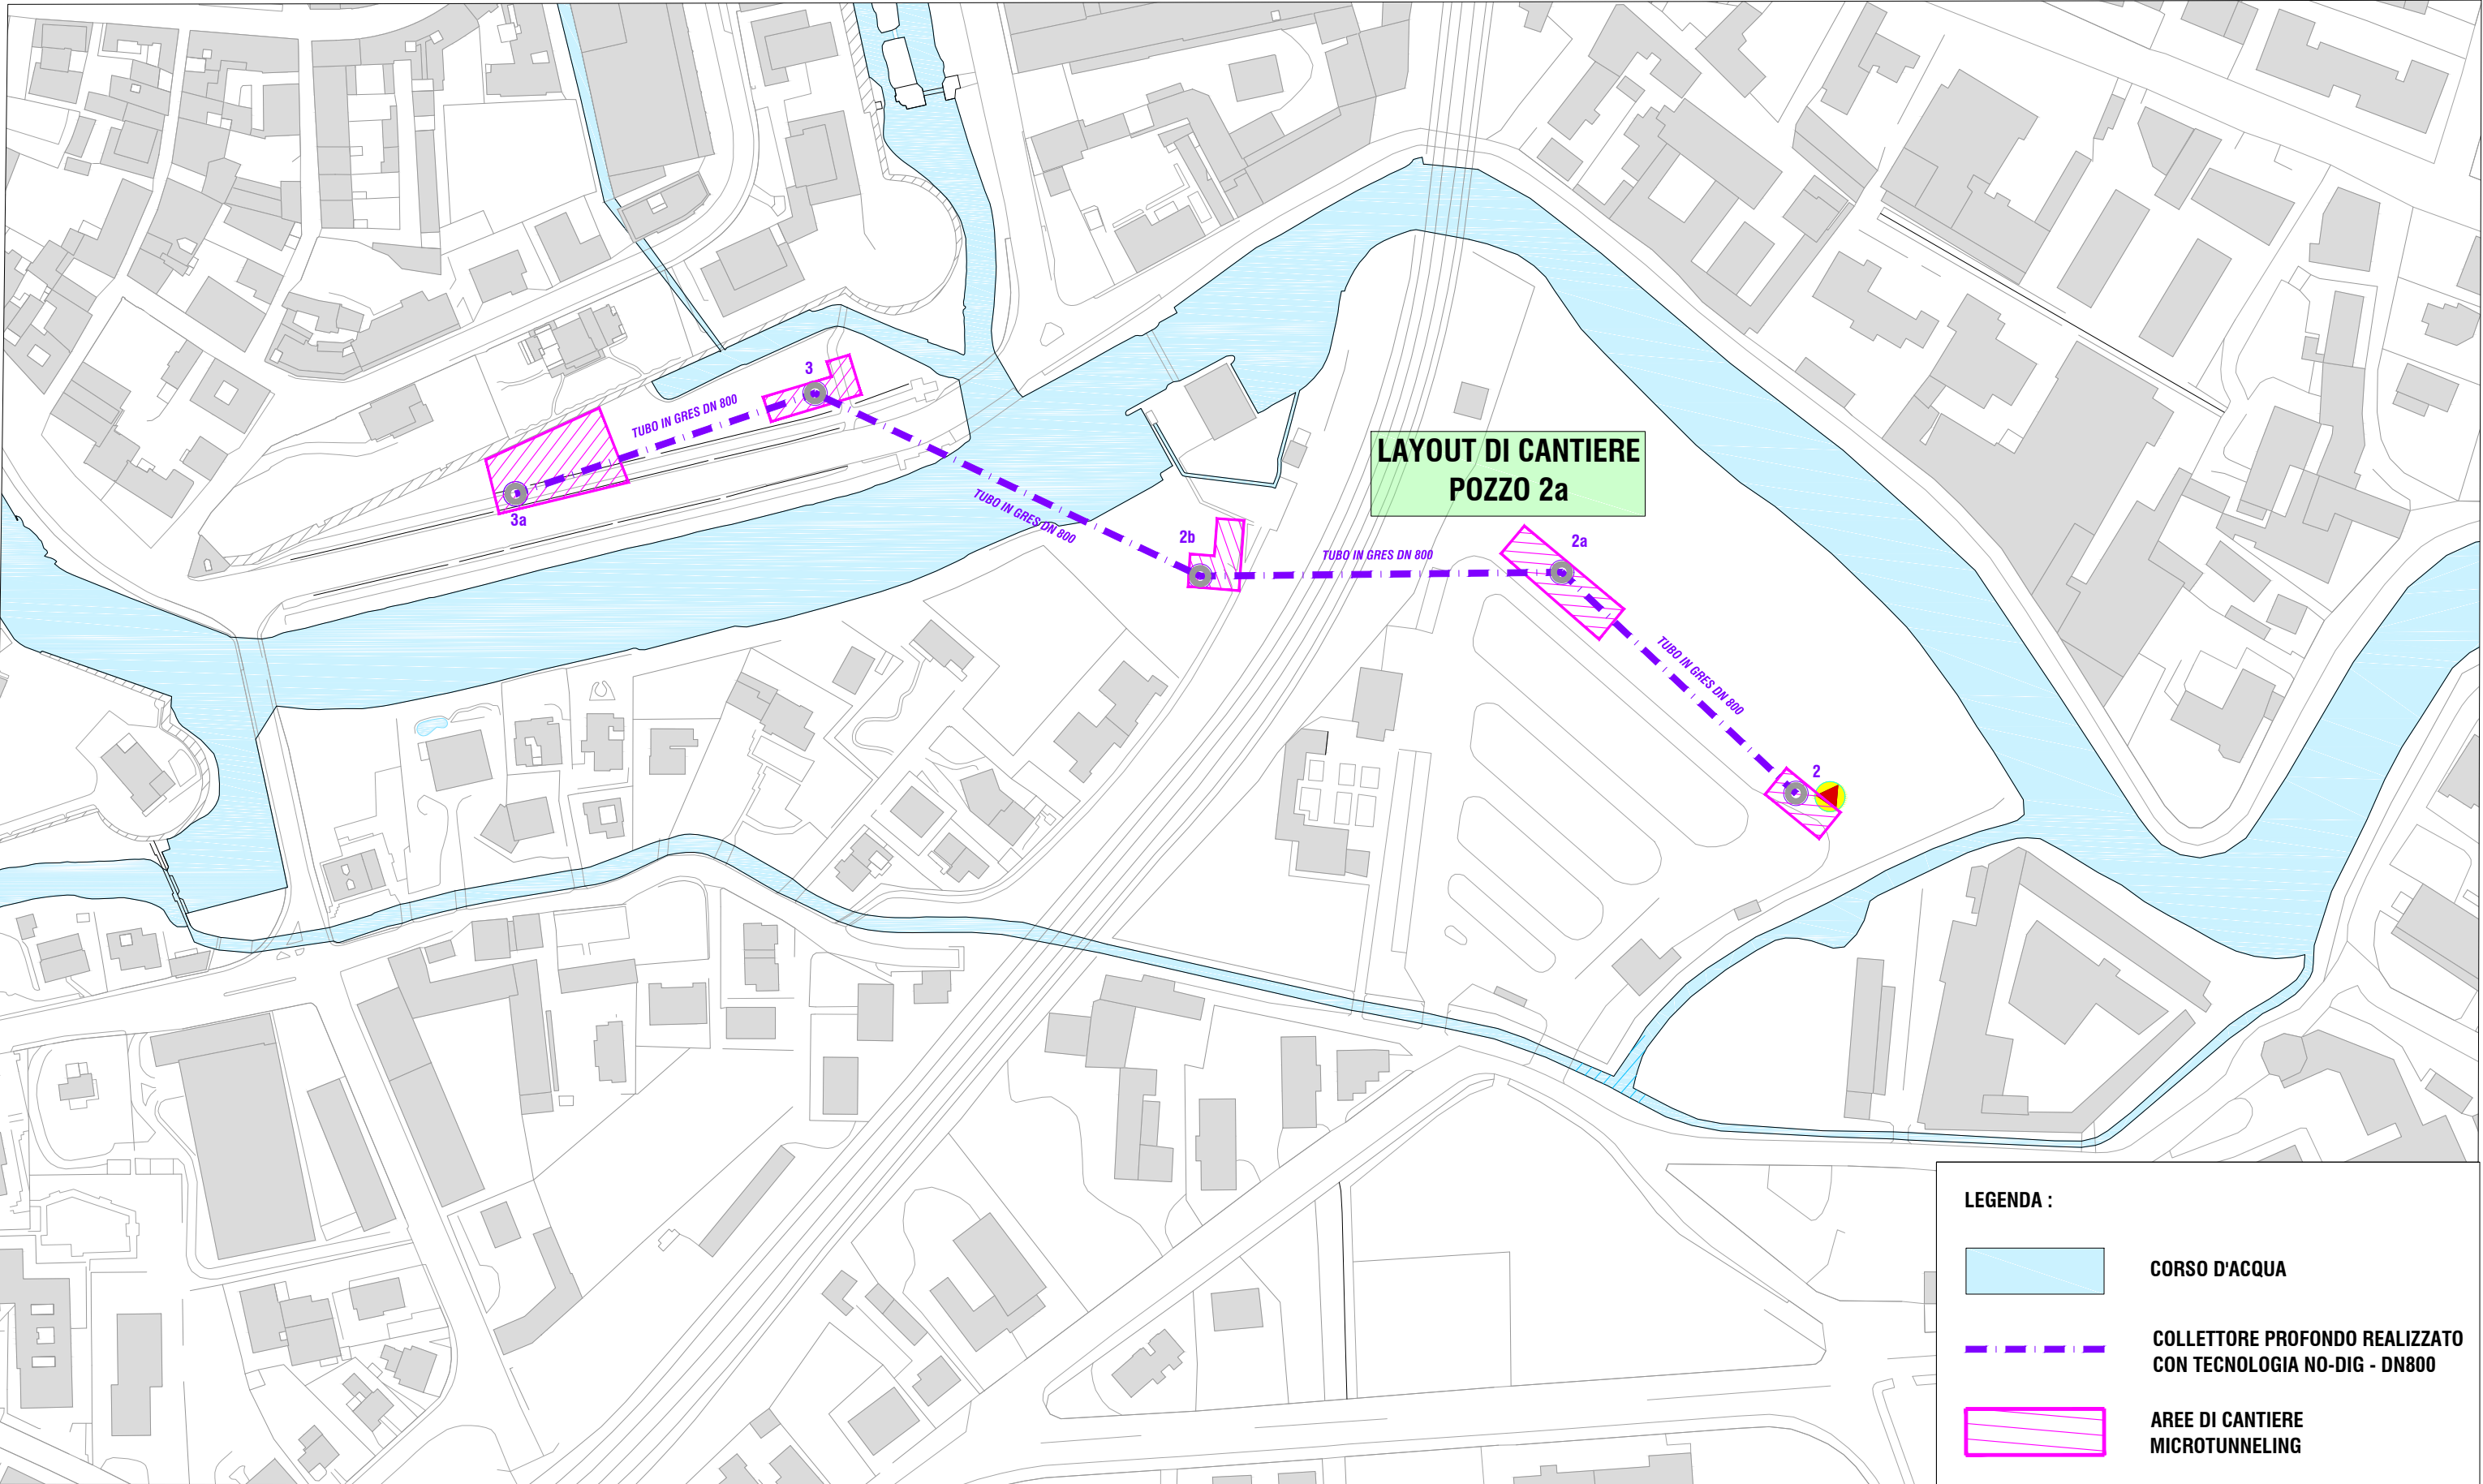 3
TUBO IN GRES DN 800
3a
TUBO IN GRES DN 800
LAYOUT DI CANTIERE
POZZO 2a
2b
TUBO IN GRES DN 800
2a
TUBO IN GRES DN 800
2
LEGENDA :
CORSO D'ACQUA
COLLETTORE PROFONDO REALIZZATO
CON TECNOLOGIA NO-DIG - DN800
AREE DI CANTIERE
MICROTUNNELING